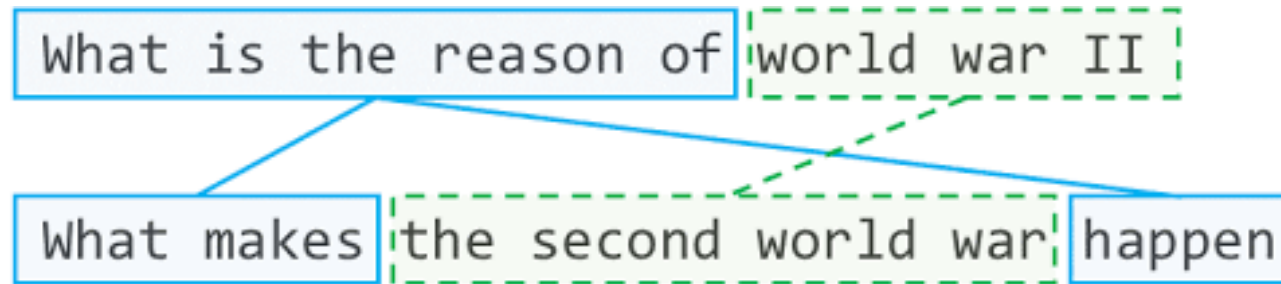 What is the reason of world war II
What makes the second world war happen